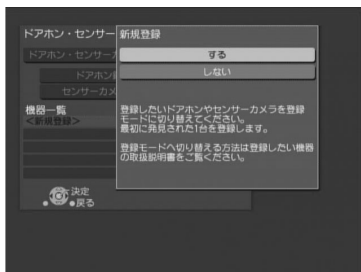 ドアホン・センサー
新規登録
ドアホン・センサー
する
しない
ドアホン
センサーカメ
機器一覧
<新規登録>
登録したいドアホンやセンサーカメラを登録
モードに切り替えてください。
最初に発見された1台を登録します。
登録モードへ切り替える方法は登録したい機器
の取扱説明書をご覧ください。
決定
戻る